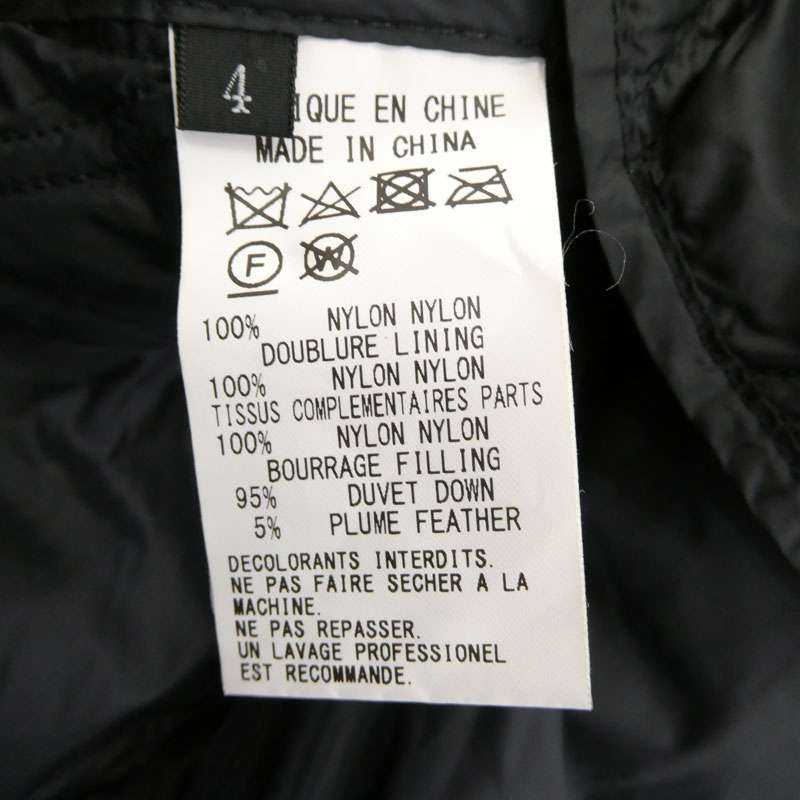 4
IQUE EN CHINE
MADE IN CHINA
F
W
100% NYLON NYLON
DOUBLURE LINING
100% NYLON NYLON
TISSUS COMPLEMENTAIRES PARTS
100% NYLON NYLON
BOURRAGE FILLING
95% DUVET DOWN
5% PLUME FEATHER
DECOLORANTS INTERDITS.
NE PAS FAIRE SECHER A LA
MACHINE.
NE PAS REPASSER.
UN LAVAGE PROFESSIONEL
EST RECOMMANDE.